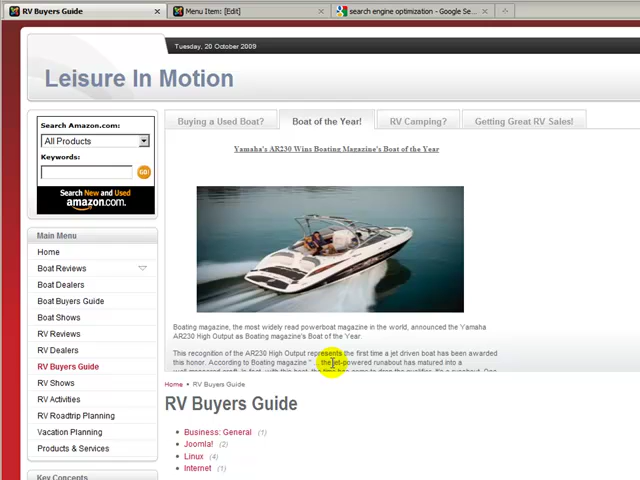 RV Buyers Guide
Menu Item: [Edit]
search engine optimization - Google Se...
Tuesday, 20 October 2009
Leisure In Motion
Search Amazon.com:
All Products
Keywords:
GO!
Search New and Used
amazon.com.
Buying a Used Boat?
Boat of the Year!
RV Camping?
Getting Great RV Sales!
Yamaha's AR230 Wins Boating Magazine's Boat of the Year
Boating magazine, the most widely read powerboat magazine in the world, announced the Yamaha
AR230 High Output as Boating magazine's Boat of the Year.
This recognition of the AR230 High Output represents the first time a jet driven boat has been awarded
this honor. According to Boating magazine "... the jet-powered runabout has matured into a
Main Menu
Home
Boat Reviews
Boat Dealers
Boat Buyers Guide
Boat Shows
RV Reviews
RV Dealers
RV Buyers Guide
RV Shows
RV Activities
RV Roadtrip Planning
Vacation Planning
Products & Services
Key Concepts
Home • RV Buyers Guide
RV Buyers Guide
Business: General (1)
Joomla! (2)
Linux (4)
Internet (1)